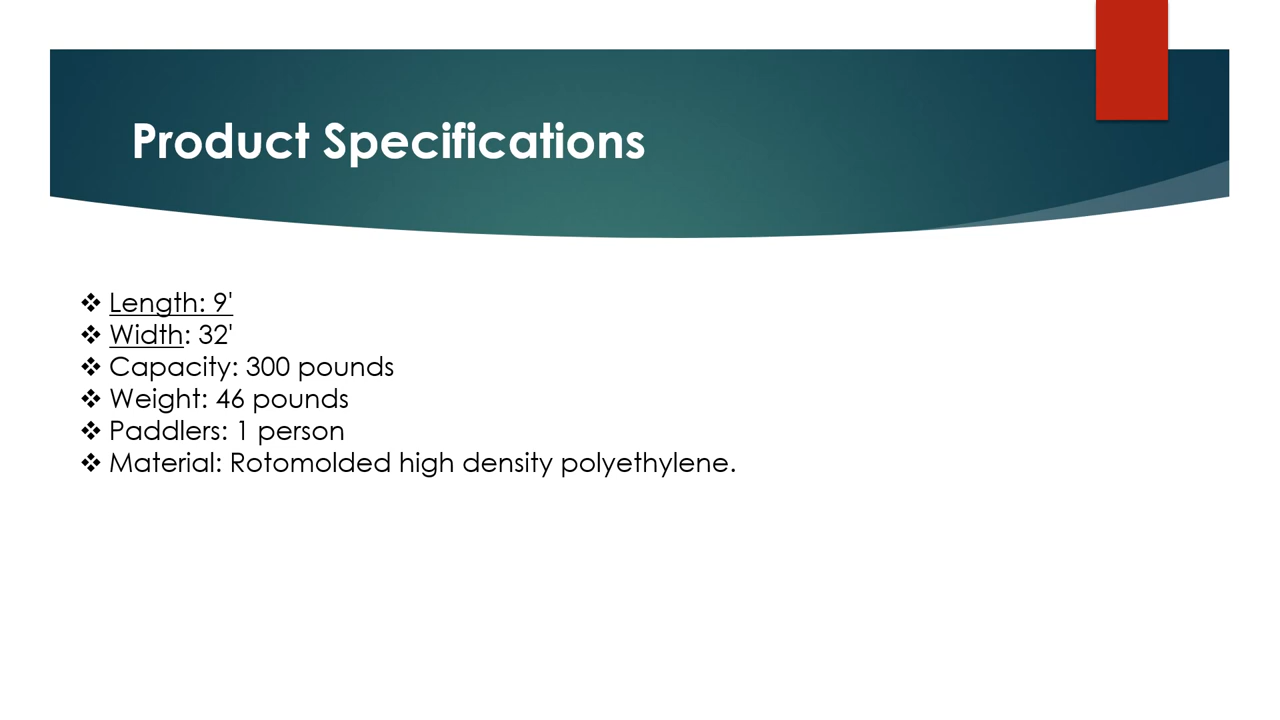 Product Specifications
❖ Length: 9'
❖ Width: 32'
❖ Capacity: 300 pounds
❖ Weight: 46 pounds
❖ Paddlers: 1 person
❖ Material: Rotomolded high density polyethylene.